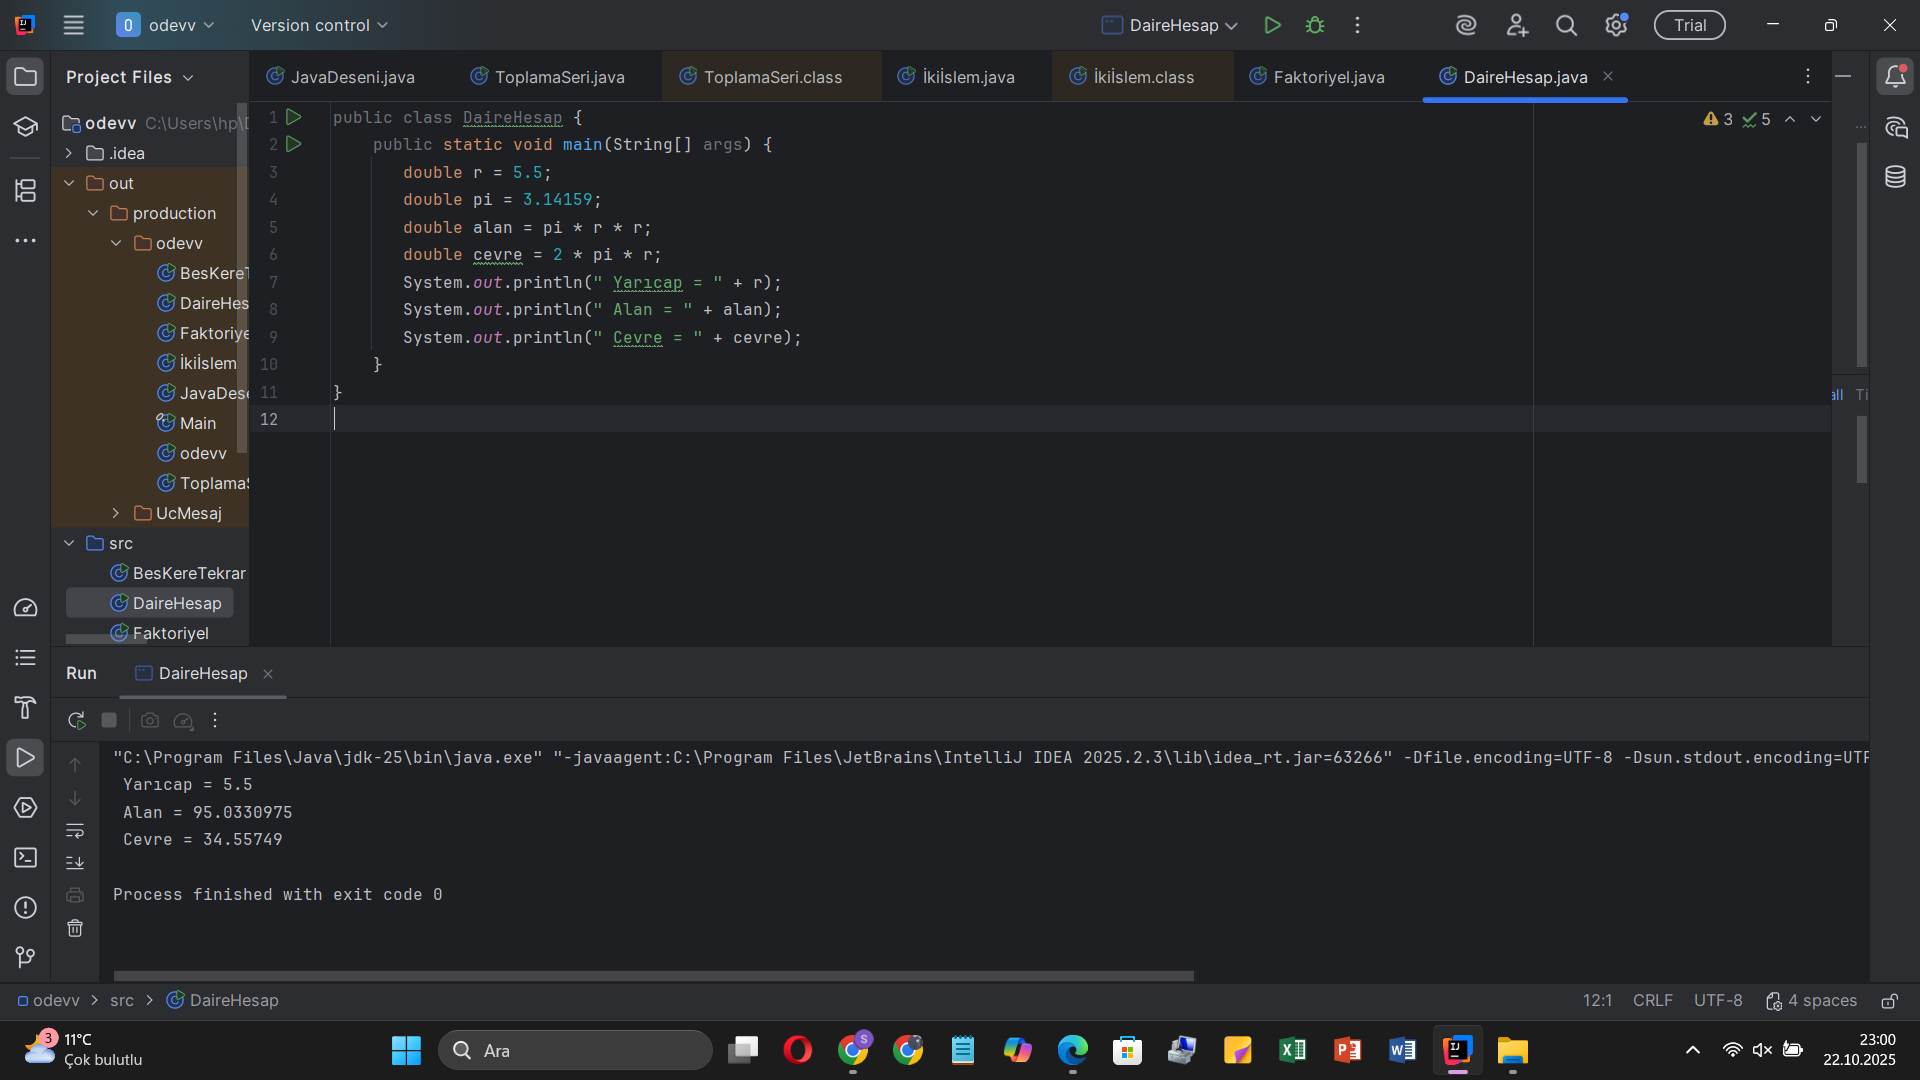 odevv
Version control
DaireHesap
Trial
Project Files
JavaDeseni.java
ToplamaSeri.java
ToplamaSeri.class
İkiİslem.java
İkiİslem.class
Faktoriyel.java
DaireHesap.java
odevv C:\Users\hp\
.idea
out
production
odevv
BesKere
DaireHes
Faktoriye
İkiİslem
JavaDese
Main
odevv
Toplama
UcMesaj
src
BesKereTekrar
DaireHesap
Faktoriyel
3 5
1 public class DaireHesap {
2 public static void main(String[] args) {
3 double r = 5.5;
4 double pi = 3.14159;
5 double alan = pi * r * r;
6 double cevre = 2 * pi * r;
7 System.out.println(" Yarıcap = " + r);
8 System.out.println(" Alan = " + alan);
9 System.out.println(" Cevre = " + cevre);
10 }
11 }
12
Run
DaireHesap
"C:\Program Files\Java\jdk-25\bin\java.exe" "-javaagent:C:\Program Files\JetBrains\IntelliJ IDEA 2025.2.3\lib\idea_rt.jar=63266" -Dfile.encoding=UTF-8 -Dsun.stdout.encoding=UTF
Yarıcap = 5.5
Alan = 95.0330975
Cevre = 34.55749
Process finished with exit code 0
odevv > src > DaireHesap
12:1 CRLF UTF-8 4 spaces
3
11°C
Çok bulutlu
Ara
23:00
22.10.2025